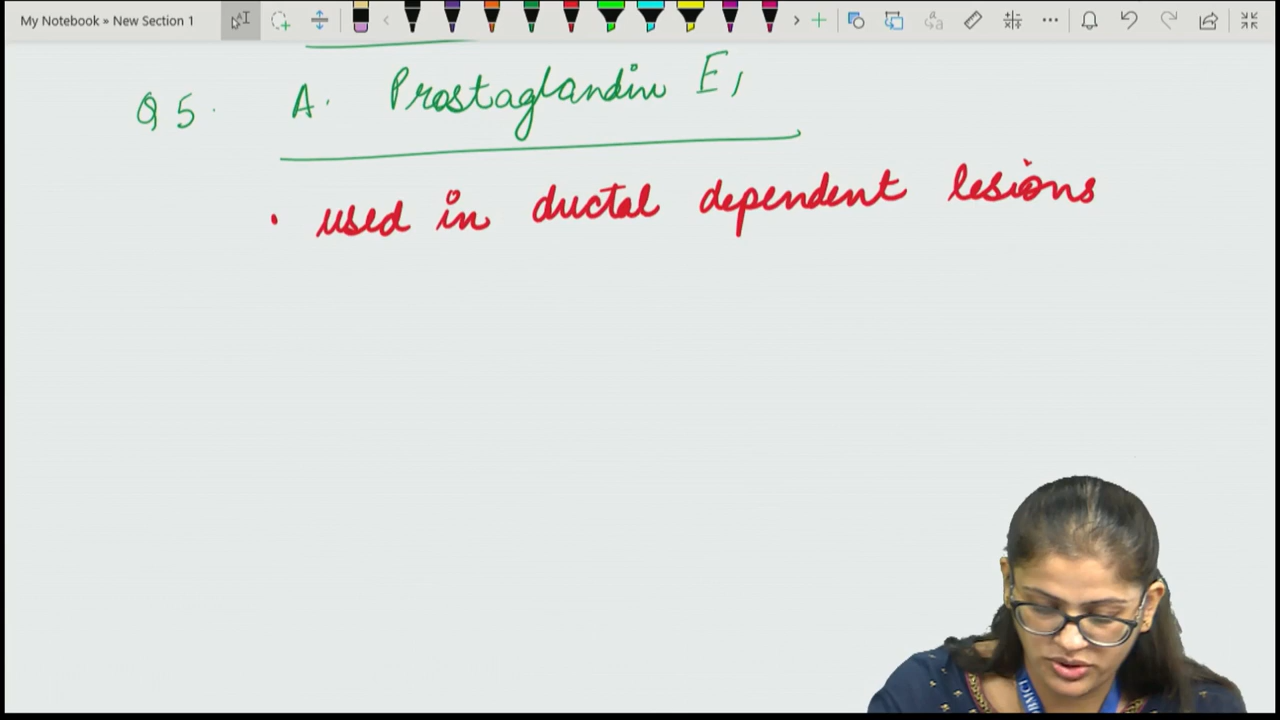 My Notebook » New Section 1
Q 5. A. Prostaglandin E1
• used in ductal dependent lesions